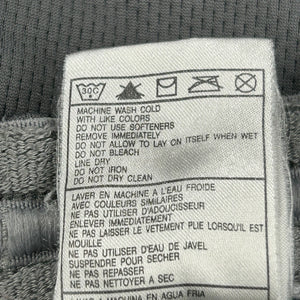 30C
MACHINE WASH COLD
WITH LIKE COLORS
DO NOT USE SOFTENERS
REMOVE IMMEDIATELY
DO NOT ALLOW TO LAY ON ITSELF WHEN WET
DO NOT BLEACH
LINE DRY
DO NOT IRON
DO NOT DRY CLEAN
LAVER EN MACHINE A L'EAU FROIDE
AVEC COULEURS SIMILAIRES
NE PAS UTILISER D'ADOUCISSEUR
ENLEVER IMMEDIATEMENT
NE PAS LAISSER LE VETEMENT PLIE LORSQU'IL EST
MOUILLE
NE PAS UTILISER D'EAU DE JAVEL
SUSPENDRE POUR SECHER
NE PAS REPASSER
NE PAS NETTOYER A SEC
LAVAR A MAQUINA EN AGUA FRIA